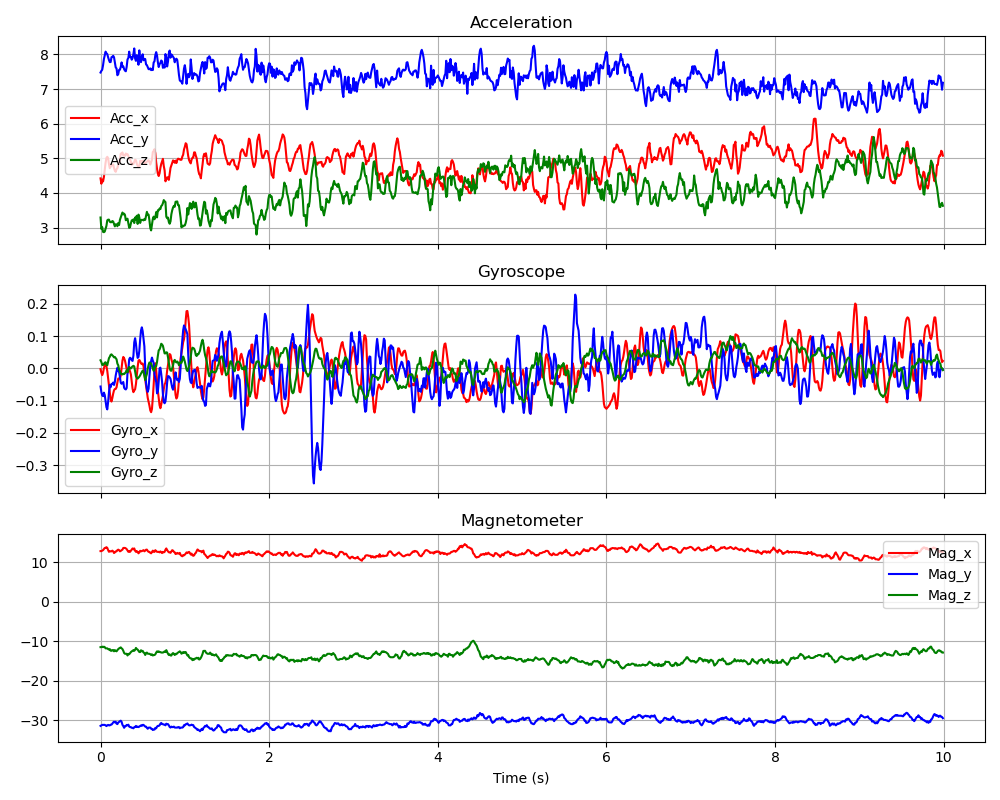 Acceleration
8
7
6
5
4
3
Acc_x
Acc_y
Acc_z
Gyroscope
0.2
0.1
0.0
−0.1
−0.2
−0.3
Gyro_x
Gyro_y
Gyro_z
Magnetometer
10
0
−10
−20
−30
Mag_x
Mag_y
Mag_z
0 2 4 6 8 10
Time (s)